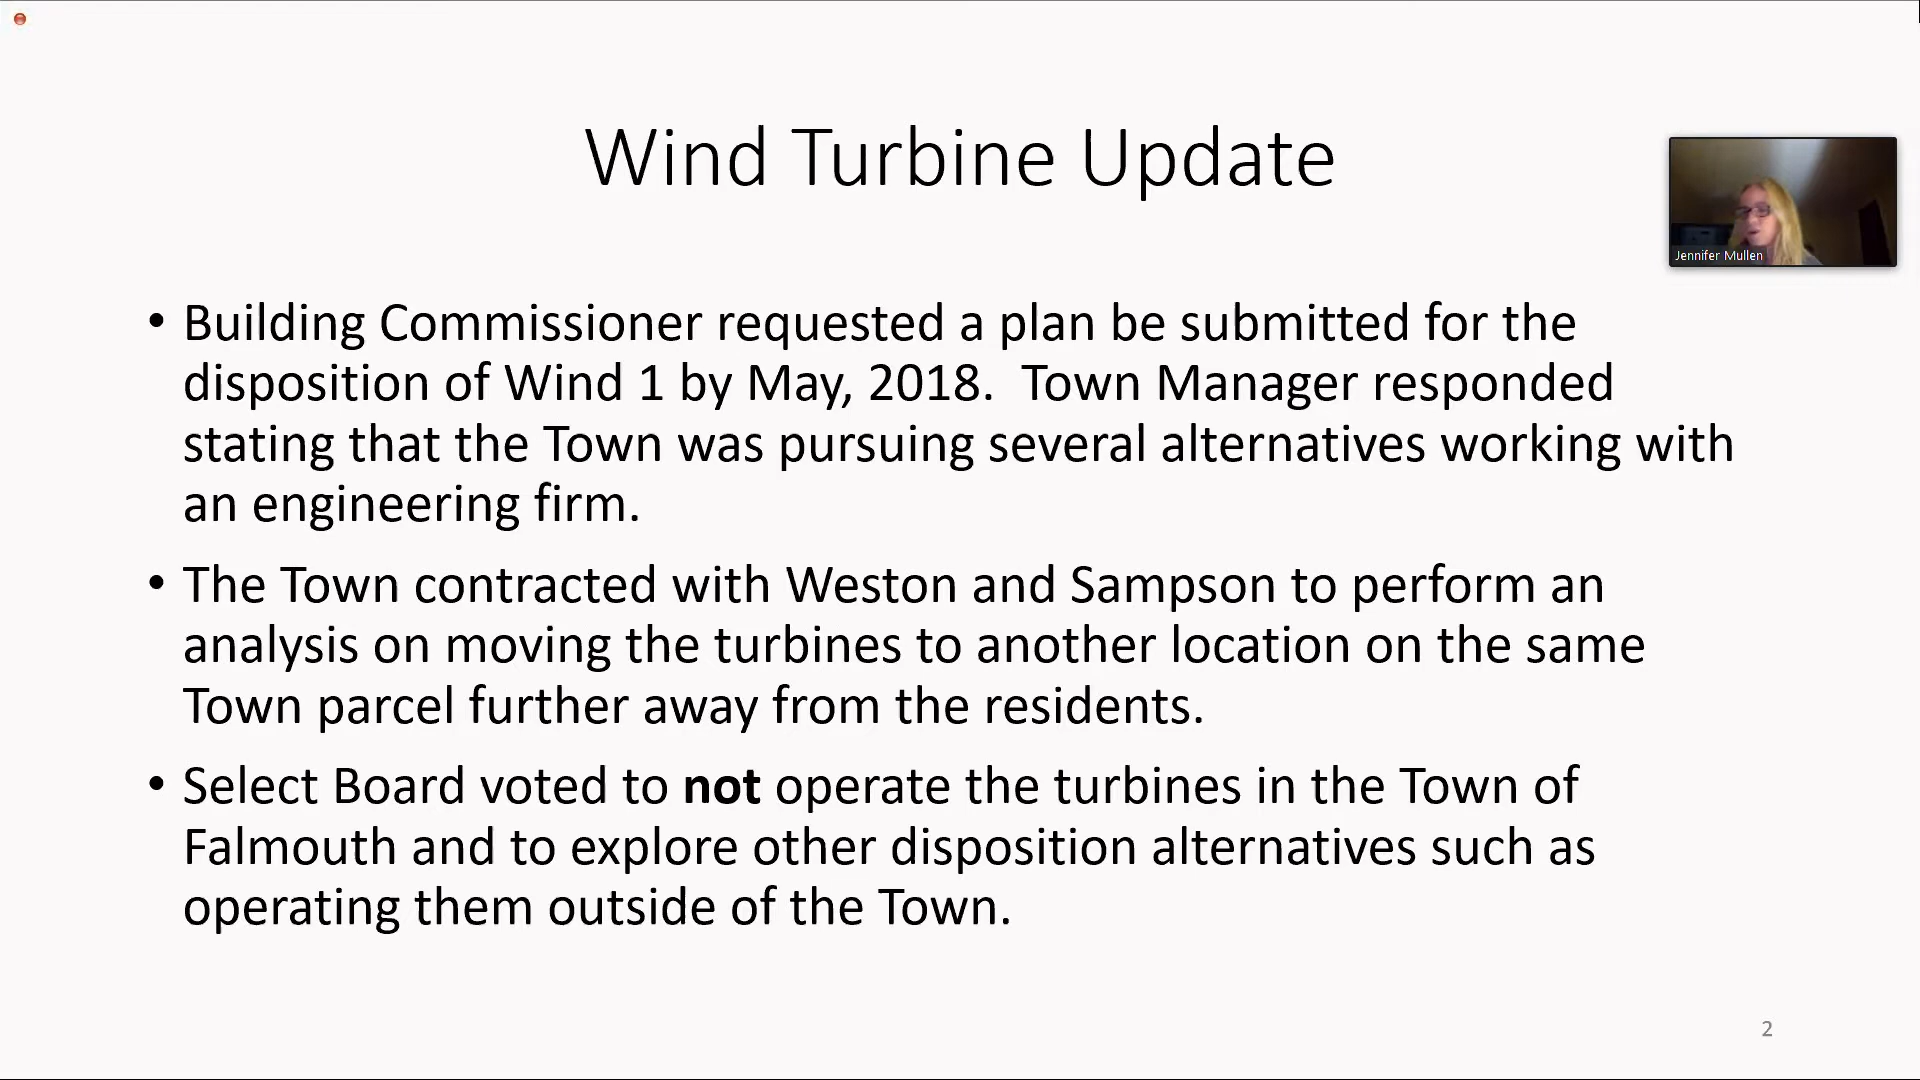 Wind Turbine Update
Jennifer Mullen
• Building Commissioner requested a plan be submitted for the
disposition of Wind 1 by May, 2018.  Town Manager responded
stating that the Town was pursuing several alternatives working with
an engineering firm.
• The Town contracted with Weston and Sampson to perform an
analysis on moving the turbines to another location on the same
Town parcel further away from the residents.
• Select Board voted to not operate the turbines in the Town of
Falmouth and to explore other disposition alternatives such as
operating them outside of the Town.
2